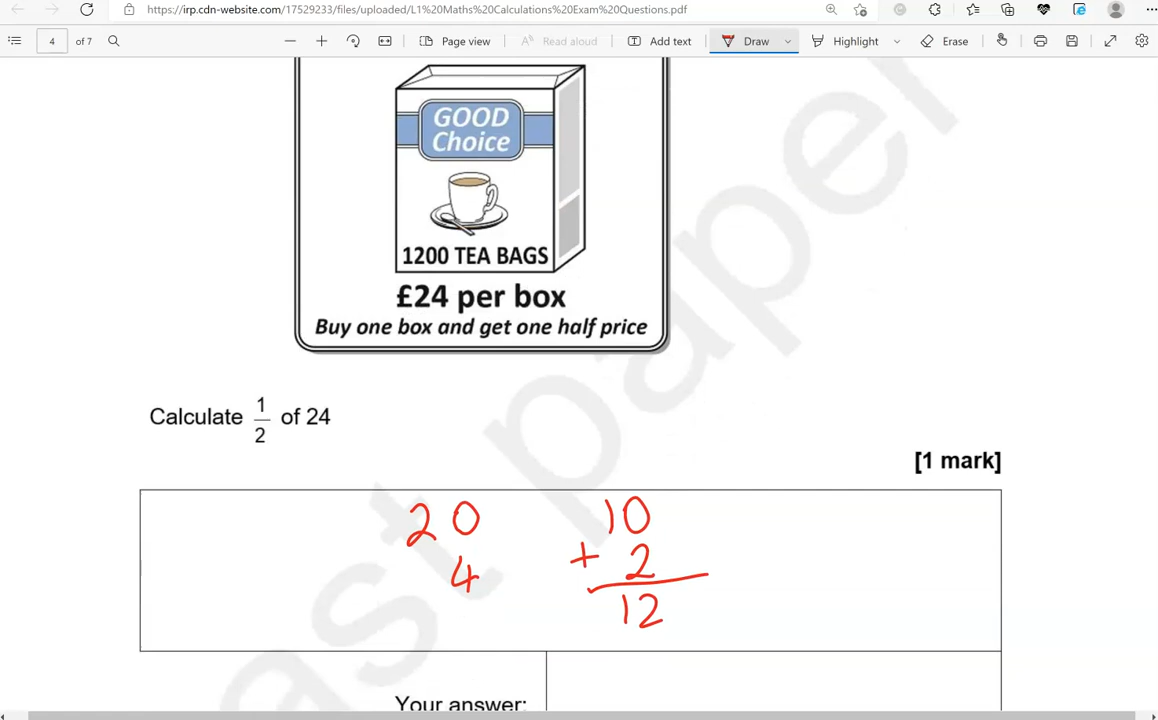 https://irp.cdn-website.com/17529233/files/uploaded/L1%20Maths%20Calculations%20Exam%20Questions.pdf
4 of 7
Page view
Read aloud
Add text
Draw
Highlight
Erase
GOOD
Choice
1200 TEA BAGS
£24 per box
Buy one box and get one half price
Calculate 1/2 of 24
[1 mark]
20 10
4 + 2
12
Your answer:
past paper